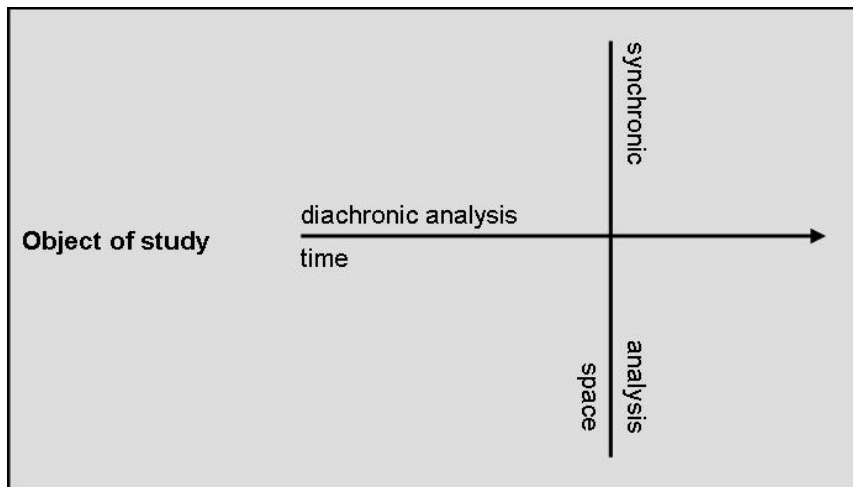 synchronic
diachronic analysis
Object of study
time
space
analysis